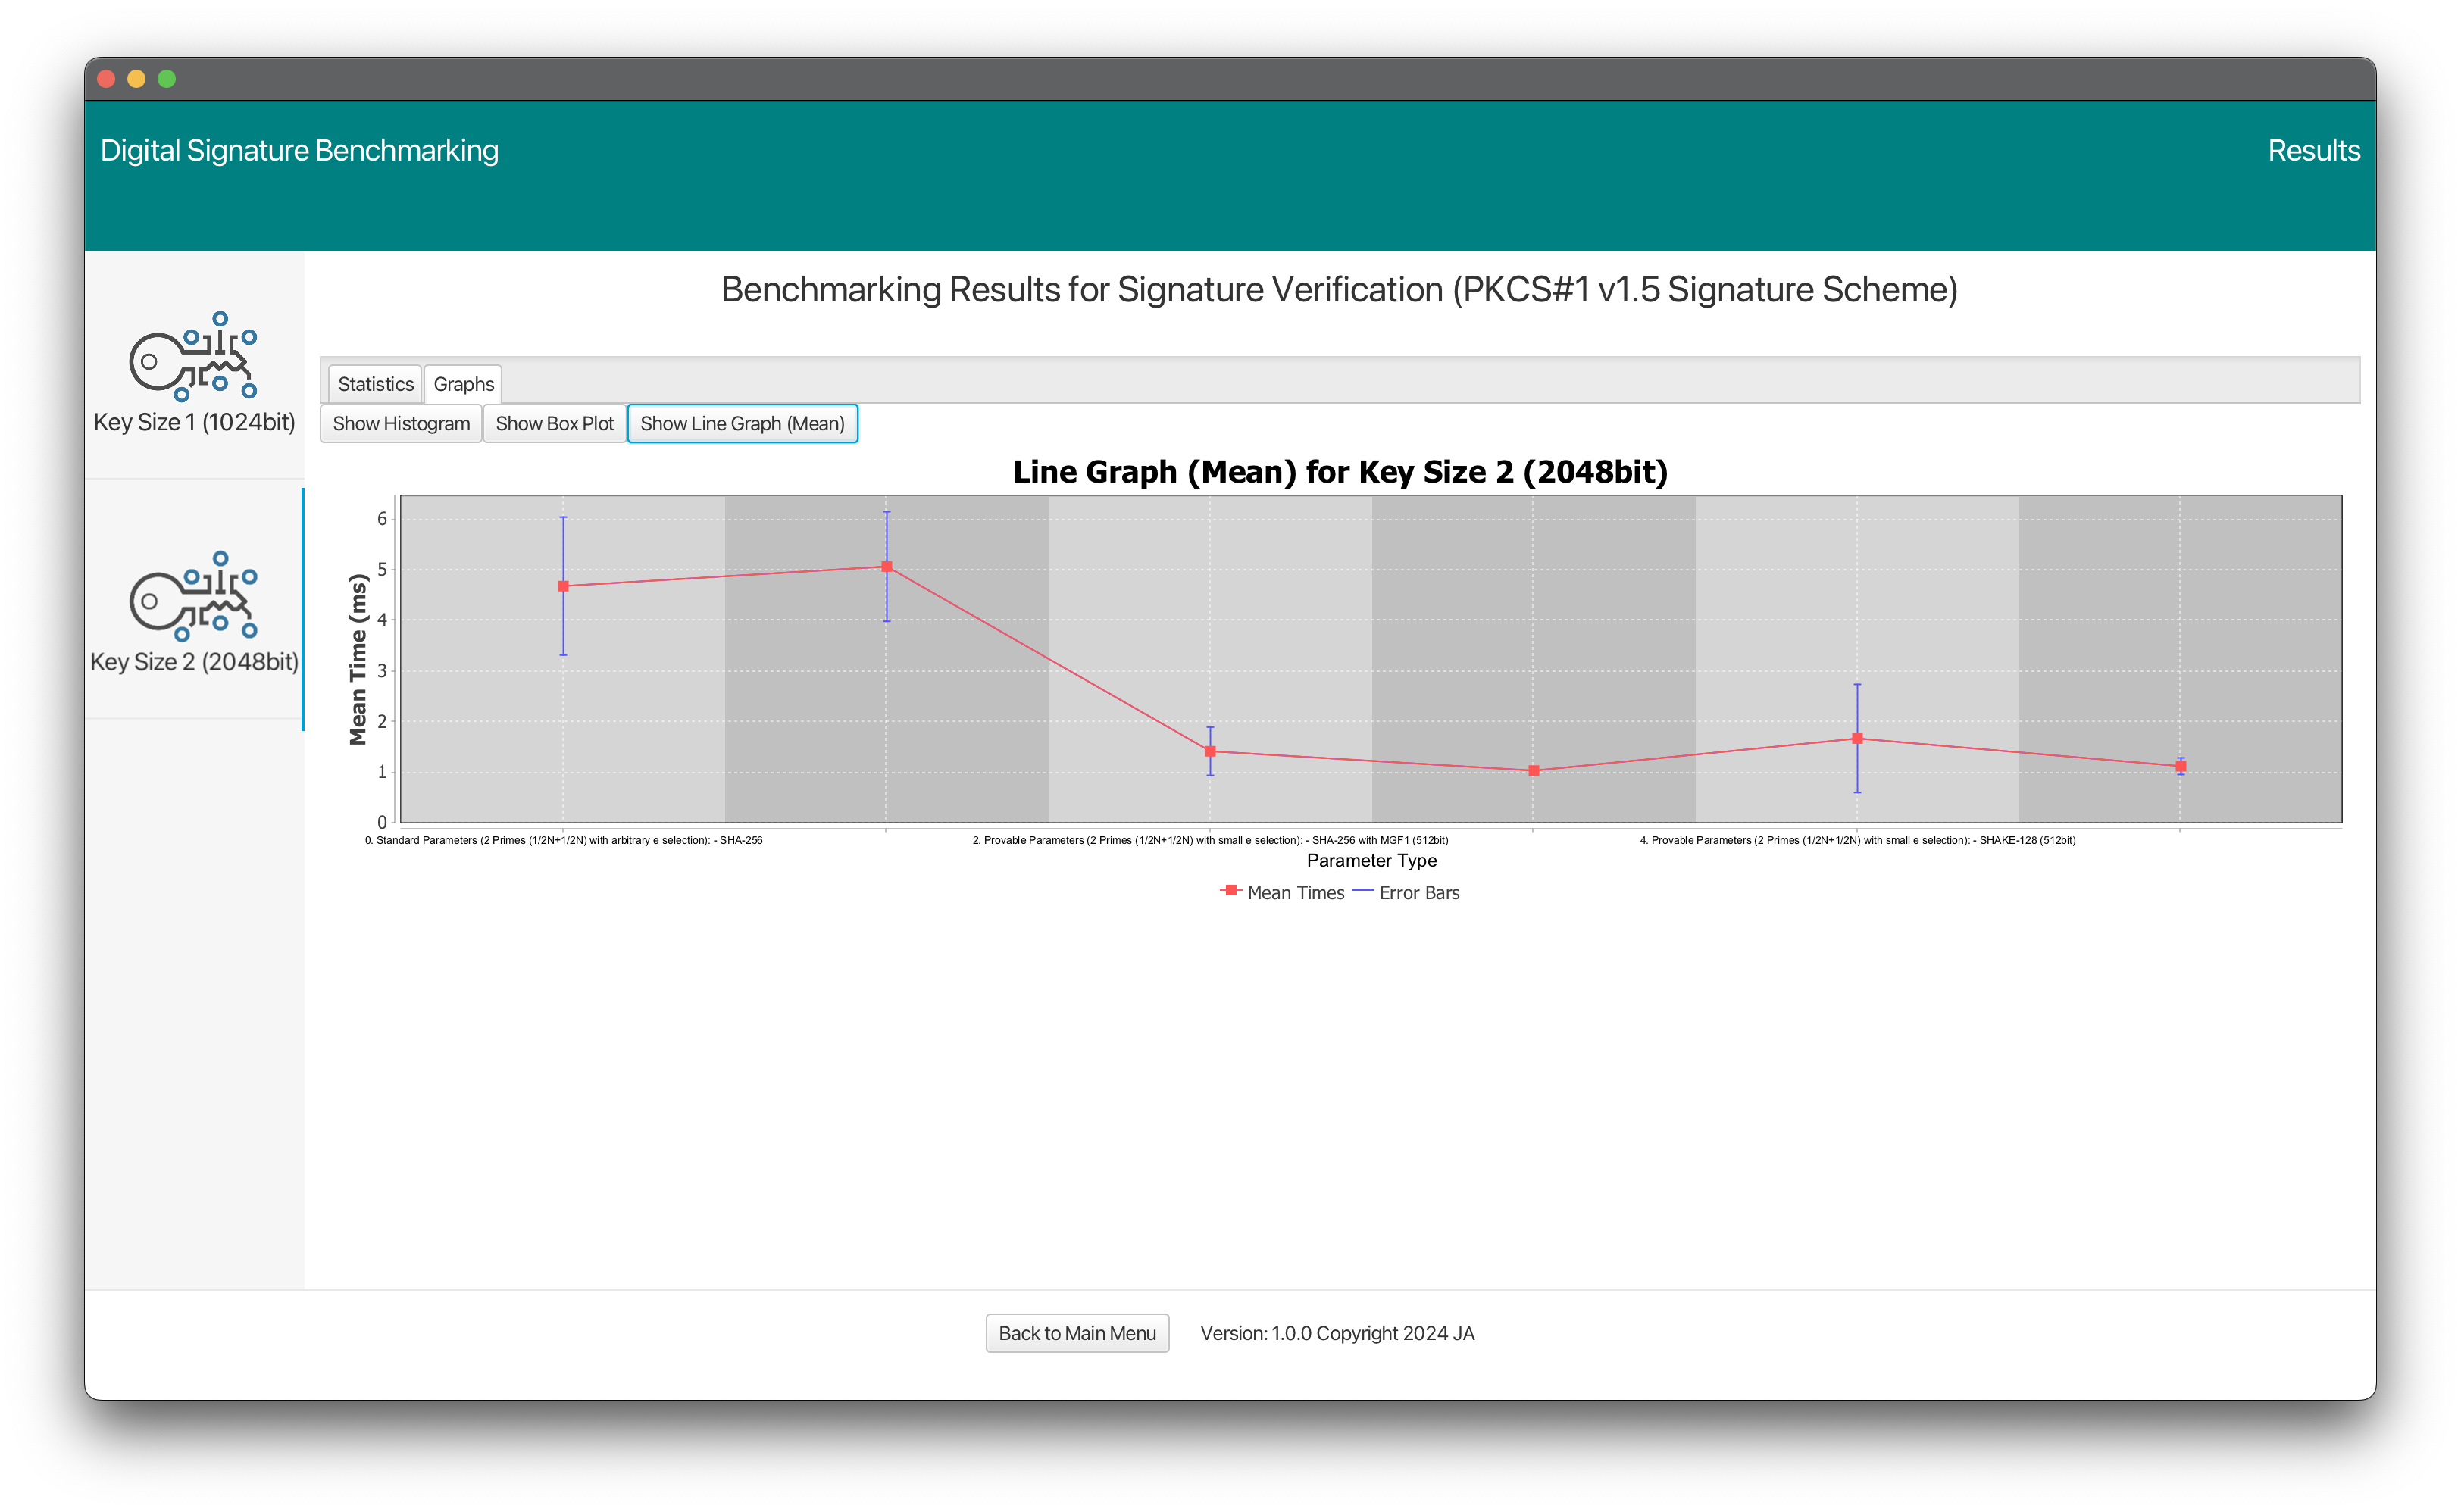 Digital Signature Benchmarking
Results
Key Size 1 (1024bit)
Key Size 2 (2048bit)
Benchmarking Results for Signature Verification (PKCS#1 v1.5 Signature Scheme)
Statistics
Graphs
Show Histogram
Show Box Plot
Show Line Graph (Mean)
Line Graph (Mean) for Key Size 2 (2048bit)
Mean Time (ms)
6
5
4
3
2
1
0
0. Standard Parameters (2 Primes (1/2N+1/2N) with arbitrary e selection): - SHA-256
2. Provable Parameters (2 Primes (1/2N+1/2N) with small e selection): - SHA-256 with MGF1 (512bit)
4. Provable Parameters (2 Primes (1/2N+1/2N) with small e selection): - SHAKE-128 (512bit)
Parameter Type
Mean Times
Error Bars
Back to Main Menu
Version: 1.0.0 Copyright 2024 JA